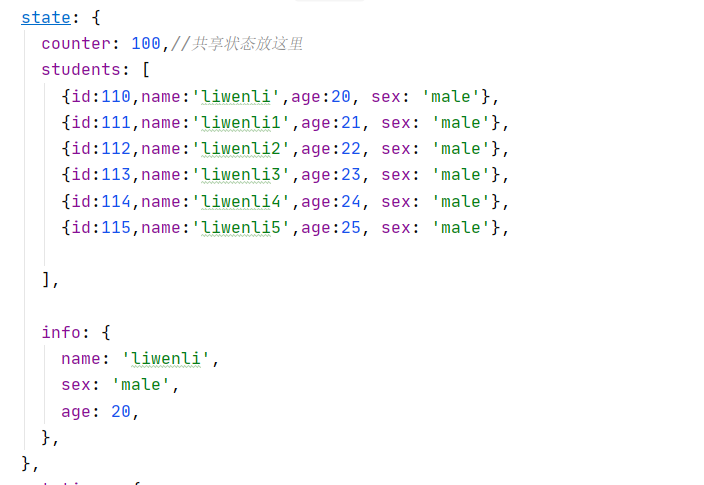 state: {
counter: 100,//共享状态放这里
students: [
{id:110,name:'liwenli',age:20, sex: 'male'},
{id:111,name:'liwenli1',age:21, sex: 'male'},
{id:112,name:'liwenli2',age:22, sex: 'male'},
{id:113,name:'liwenli3',age:23, sex: 'male'},
{id:114,name:'liwenli4',age:24, sex: 'male'},
{id:115,name:'liwenli5',age:25, sex: 'male'},
],
info: {
name: 'liwenli',
sex: 'male',
age: 20,
},
},